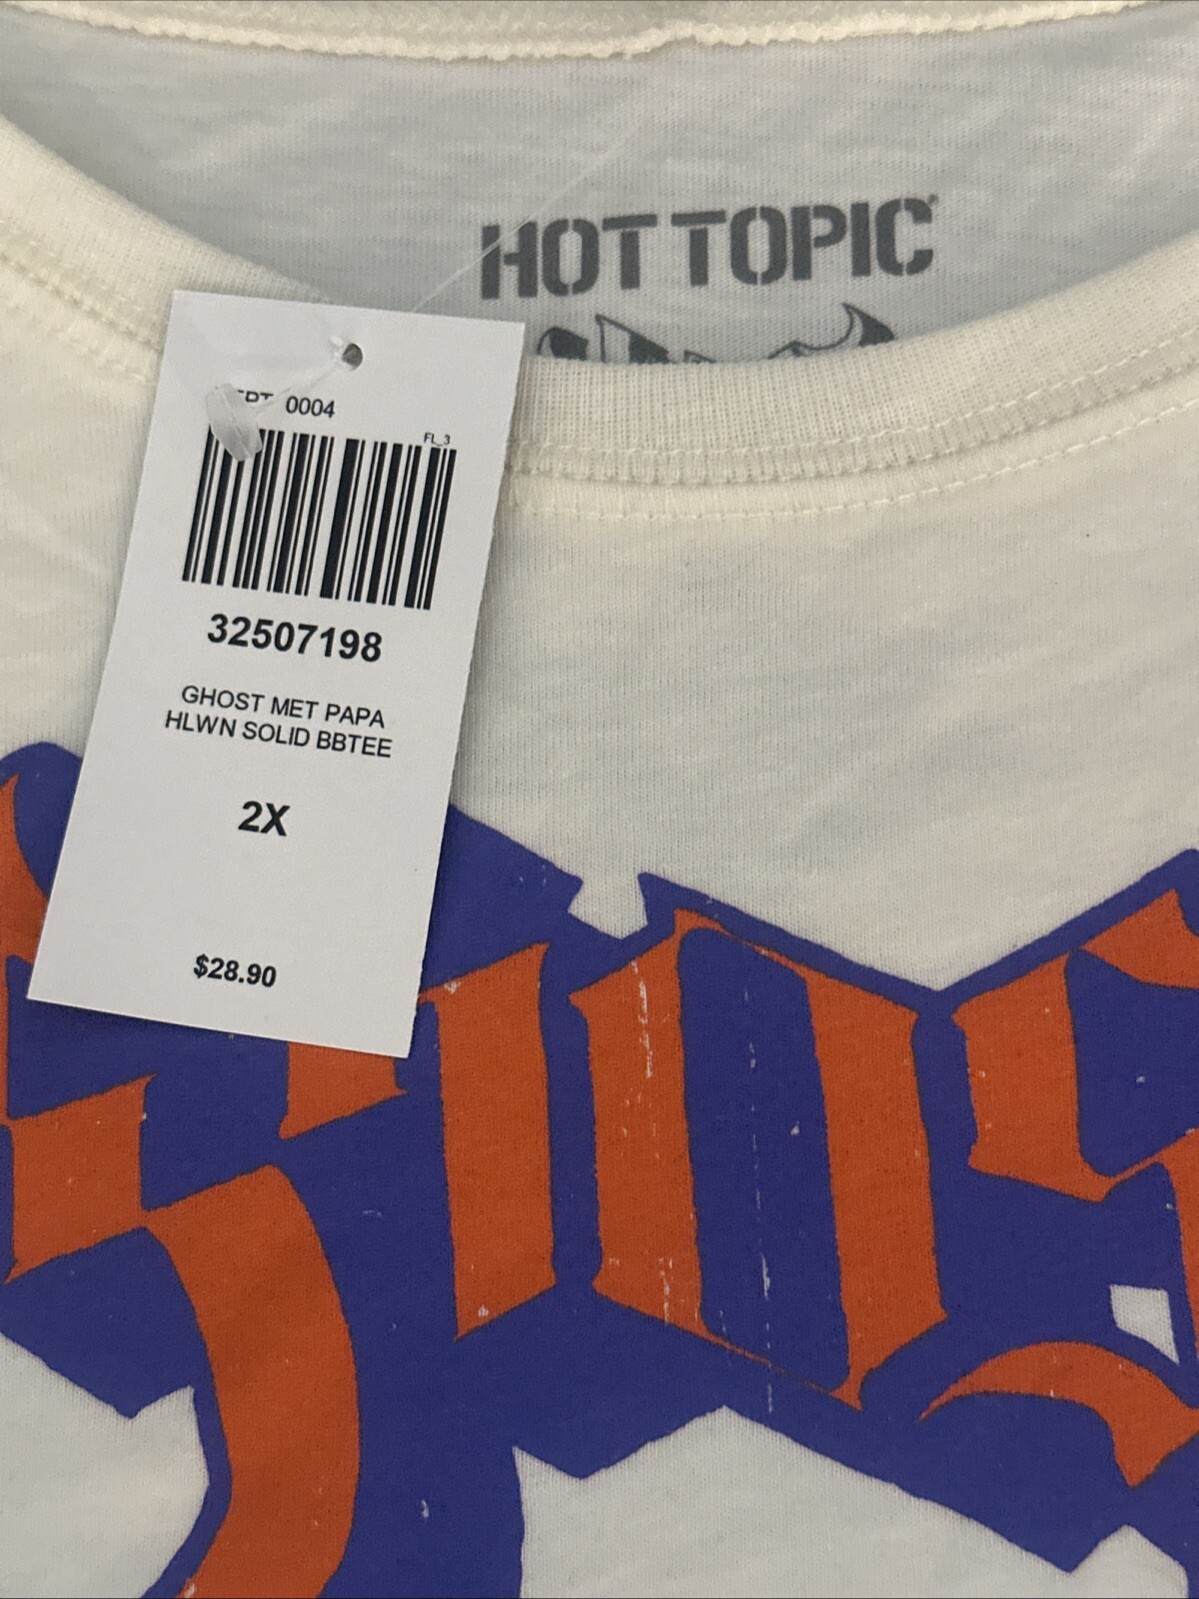 HOT TOPIC
0004
FL_3
32507198
GHOST MET PAPA
HLWN SOLID BBTEE
2X
$28.90